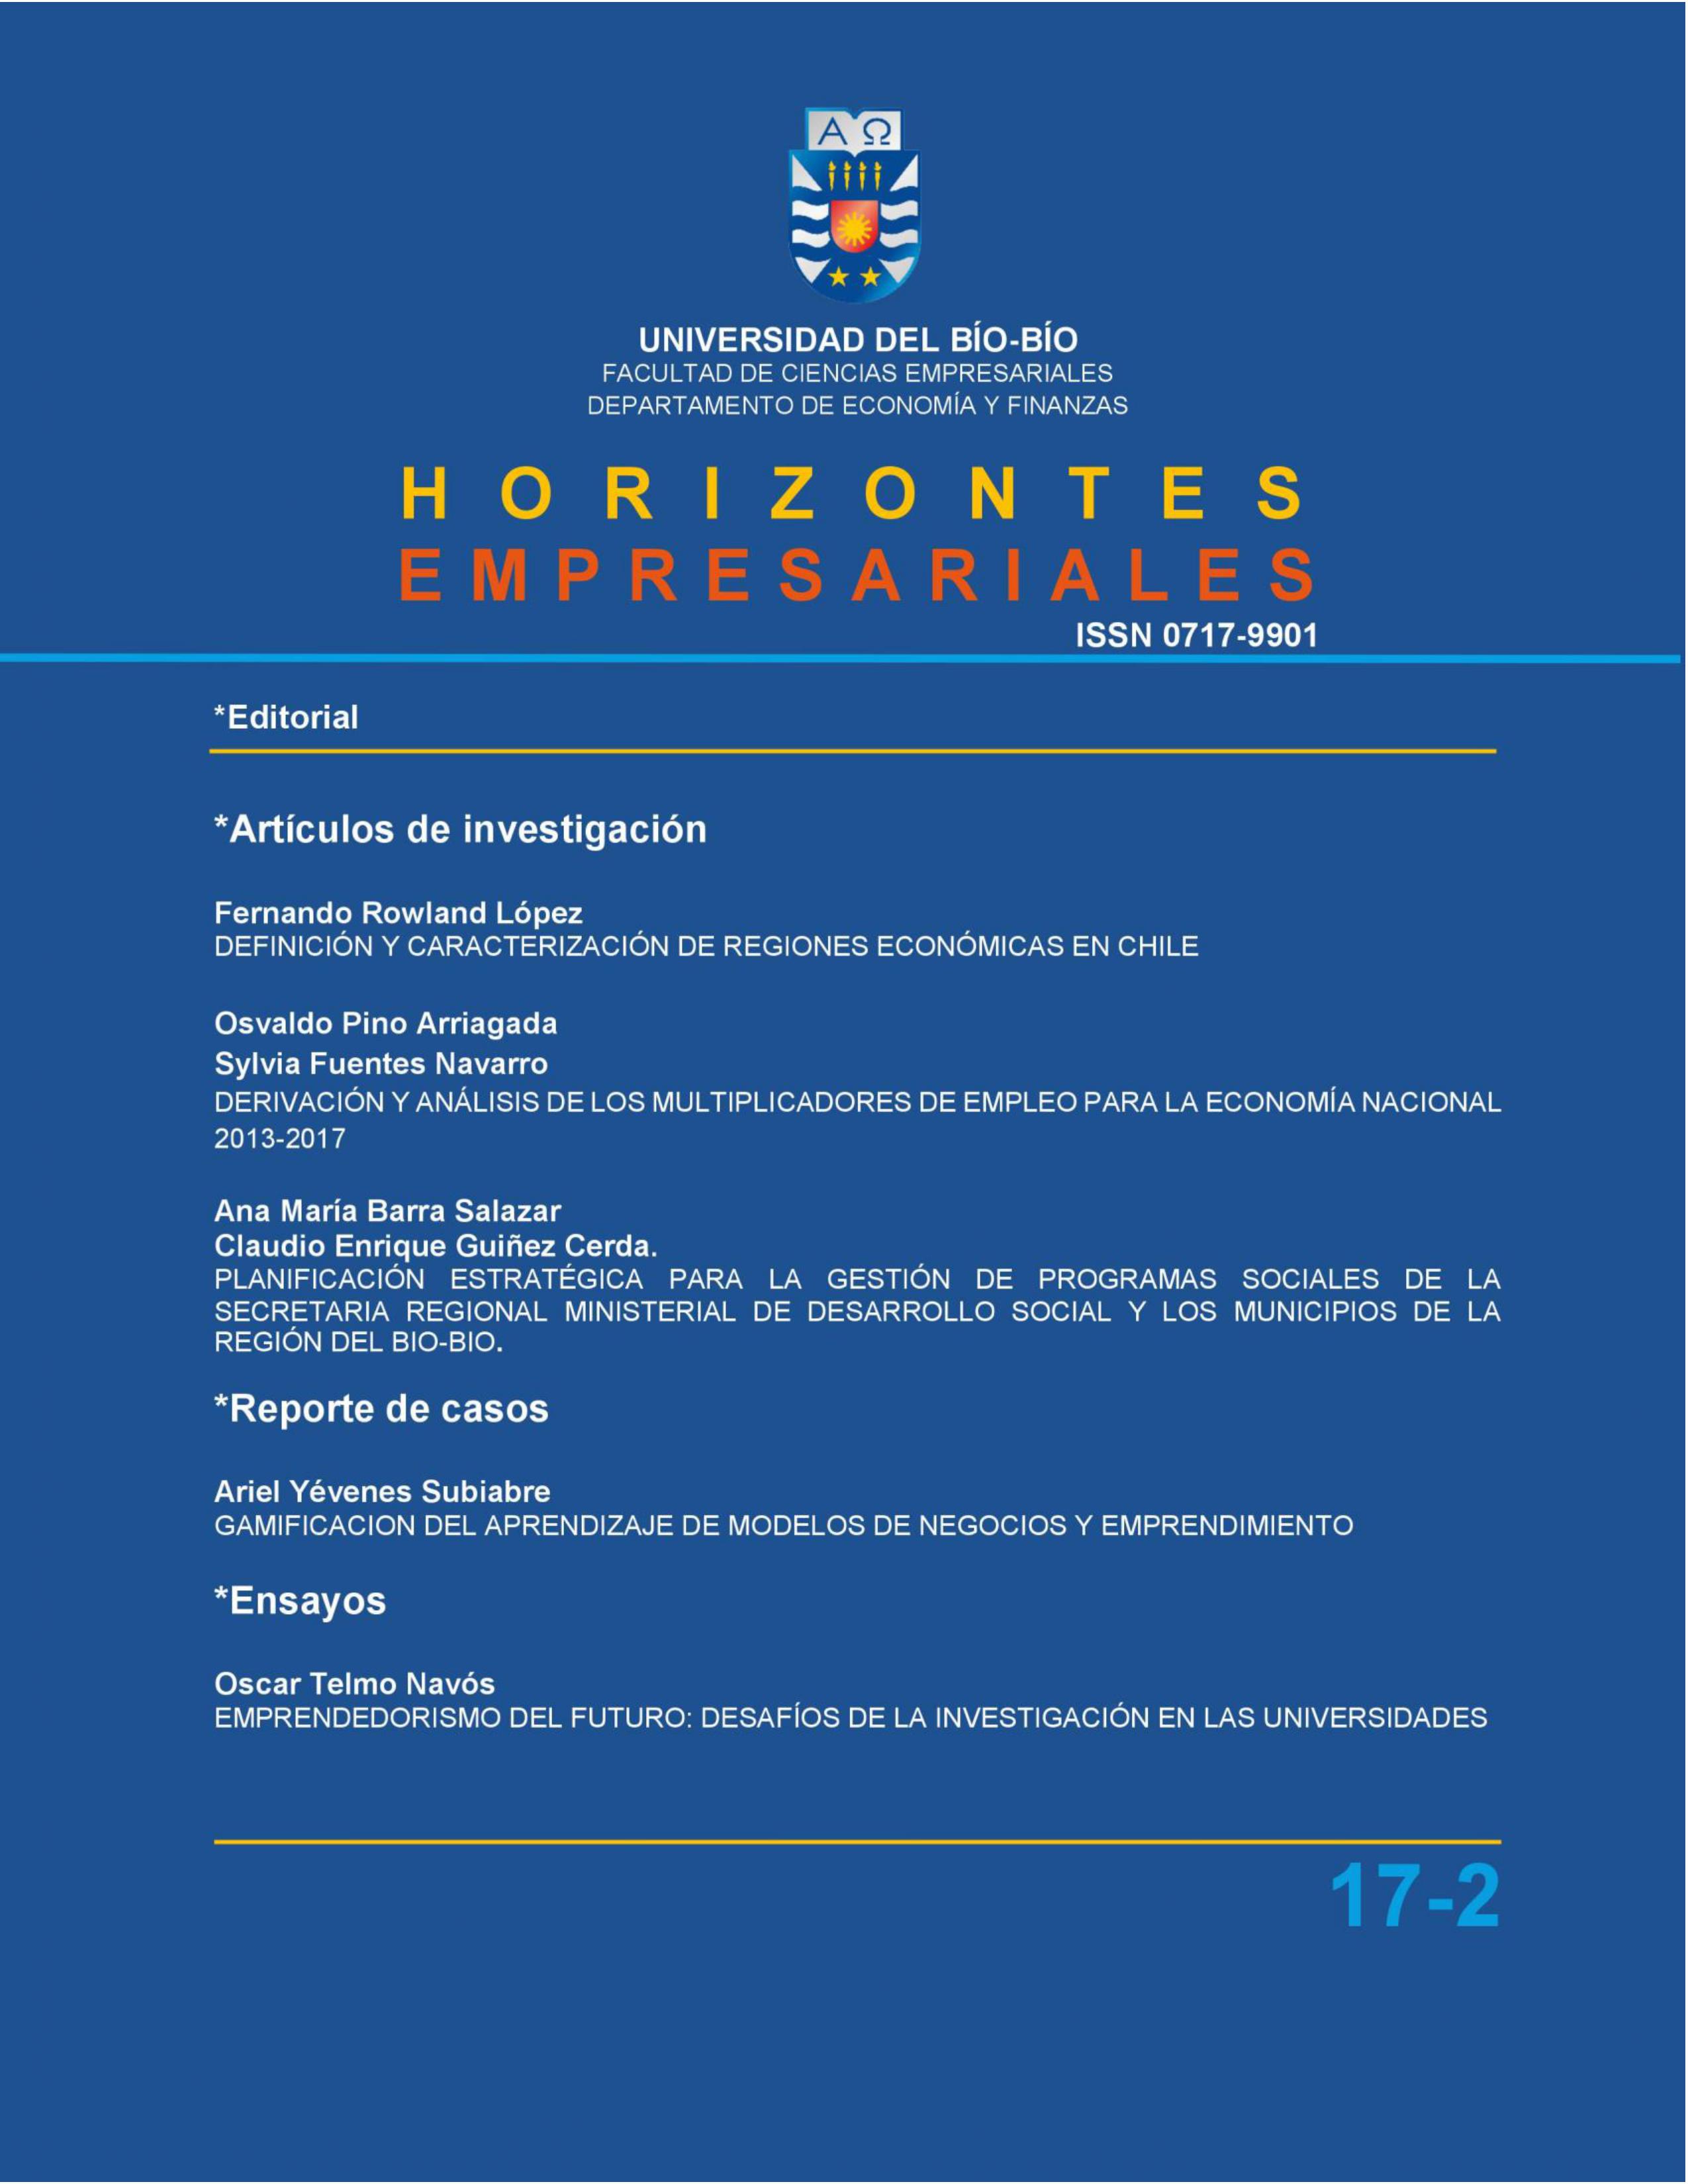 Α Ω
UNIVERSIDAD DEL BÍO-BÍO
FACULTAD DE CIENCIAS EMPRESARIALES
DEPARTAMENTO DE ECONOMÍA Y FINANZAS
HORIZONTES
EMPRESARIALES
ISSN 0717-9901
*Editorial
*Artículos de investigación
Fernando Rowland López
DEFINICIÓN Y CARACTERIZACIÓN DE REGIONES ECONÓMICAS EN CHILE
Osvaldo Pino Arriagada
Sylvia Fuentes Navarro
DERIVACIÓN Y ANÁLISIS DE LOS MULTIPLICADORES DE EMPLEO PARA LA ECONOMÍA NACIONAL
2013-2017
Ana María Barra Salazar
Claudio Enrique Guiñez Cerda.
PLANIFICACIÓN ESTRATÉGICA PARA LA GESTIÓN DE PROGRAMAS SOCIALES DE LA
SECRETARIA REGIONAL MINISTERIAL DE DESARROLLO SOCIAL Y LOS MUNICIPIOS DE LA
REGIÓN DEL BIO-BIO.
*Reporte de casos
Ariel Yévenes Subiabre
GAMIFICACION DEL APRENDIZAJE DE MODELOS DE NEGOCIOS Y EMPRENDIMIENTO
*Ensayos
Oscar Telmo Navós
EMPRENDEDORISMO DEL FUTURO: DESAFÍOS DE LA INVESTIGACIÓN EN LAS UNIVERSIDADES
17-2